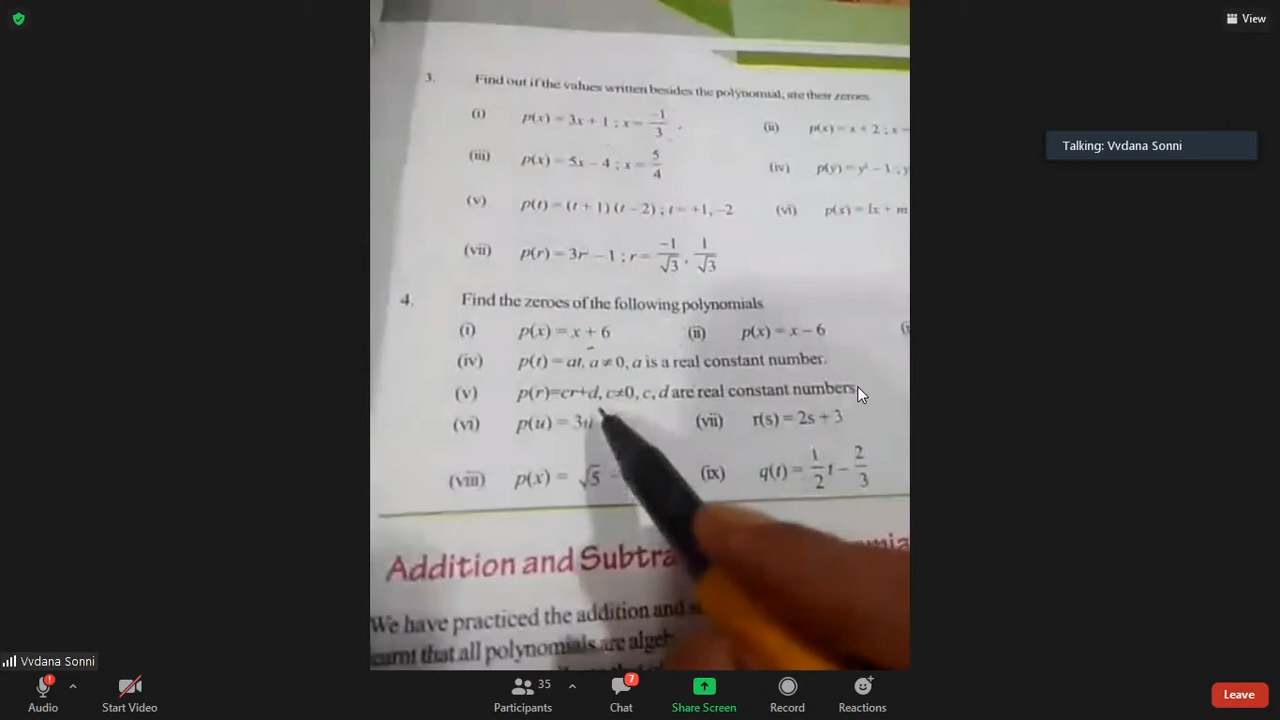 View
Talking: Vvdana Sonni
3. Find out if the values written besides the polynomial, are their zeroes.
(i) p(x) = 3x + 1 ; x = -1/3 .
(ii) p(x) = x + 2 ; x =
(iii) p(x) = 5x – 4 ; x = 5/4
(iv) p(y) = y² – 1 ; y
(v) p(t) = (t + 1) (t – 2) ; t = +1, –2
(vi) p(x) = lx + m
(vii) p(r) = 3r – 1 ; r = -1/√3 , 1/√3
4. Find the zeroes of the following polynomials
(i) p(x) = x + 6
(ii) p(x) = x – 6
(iv) p(t) = at, a ≠ 0, a is a real constant number.
(v) p(r)=cr+d, c≠0, c, d are real constant numbers
(vi) p(u) = 3u
(vii) r(s) = 2s + 3
(viii) p(x) = √5 –
(ix) q(t) = 1/2 t – 2/3
Addition and
We have practiced the addition and
that all polynomials are
Vvdana Sonni
Audio
Start Video
35
Participants
7
Chat
Share Screen
Record
Reactions
Leave